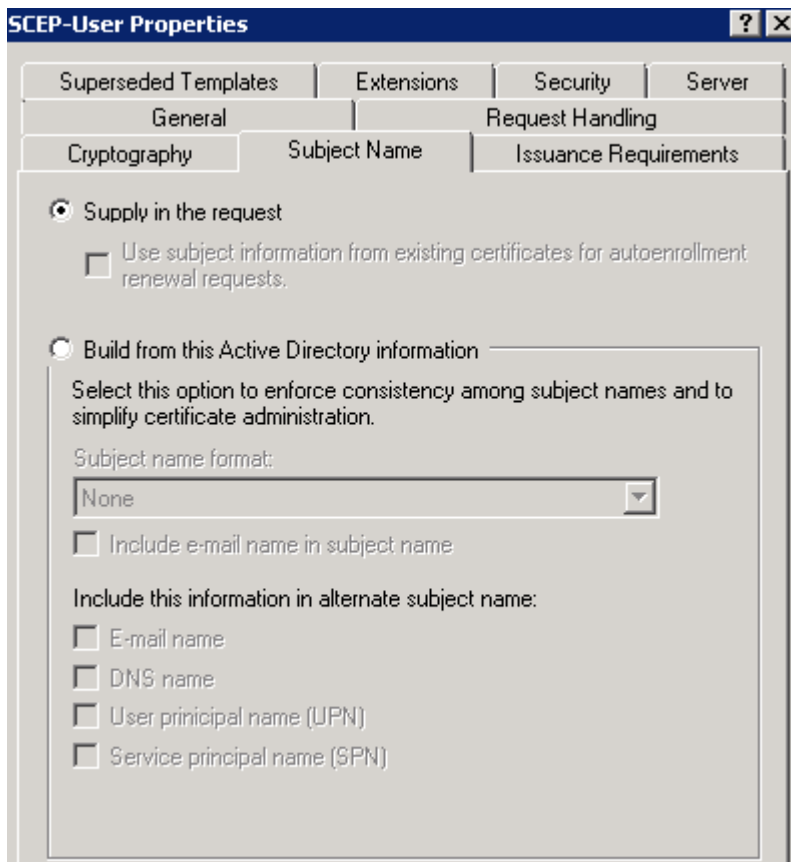 SCEP-User Properties
Superseded Templates Extensions Security Server
General Request Handling
Cryptography Subject Name Issuance Requirements
Supply in the request
Use subject information from existing certificates for autoenrollment
renewal requests.
Build from this Active Directory information
Select this option to enforce consistency among subject names and to
simplify certificate administration.
Subject name format:
None
Include e-mail name in subject name
Include this information in alternate subject name:
E-mail name
DNS name
User prinicipal name (UPN)
Service principal name (SPN)